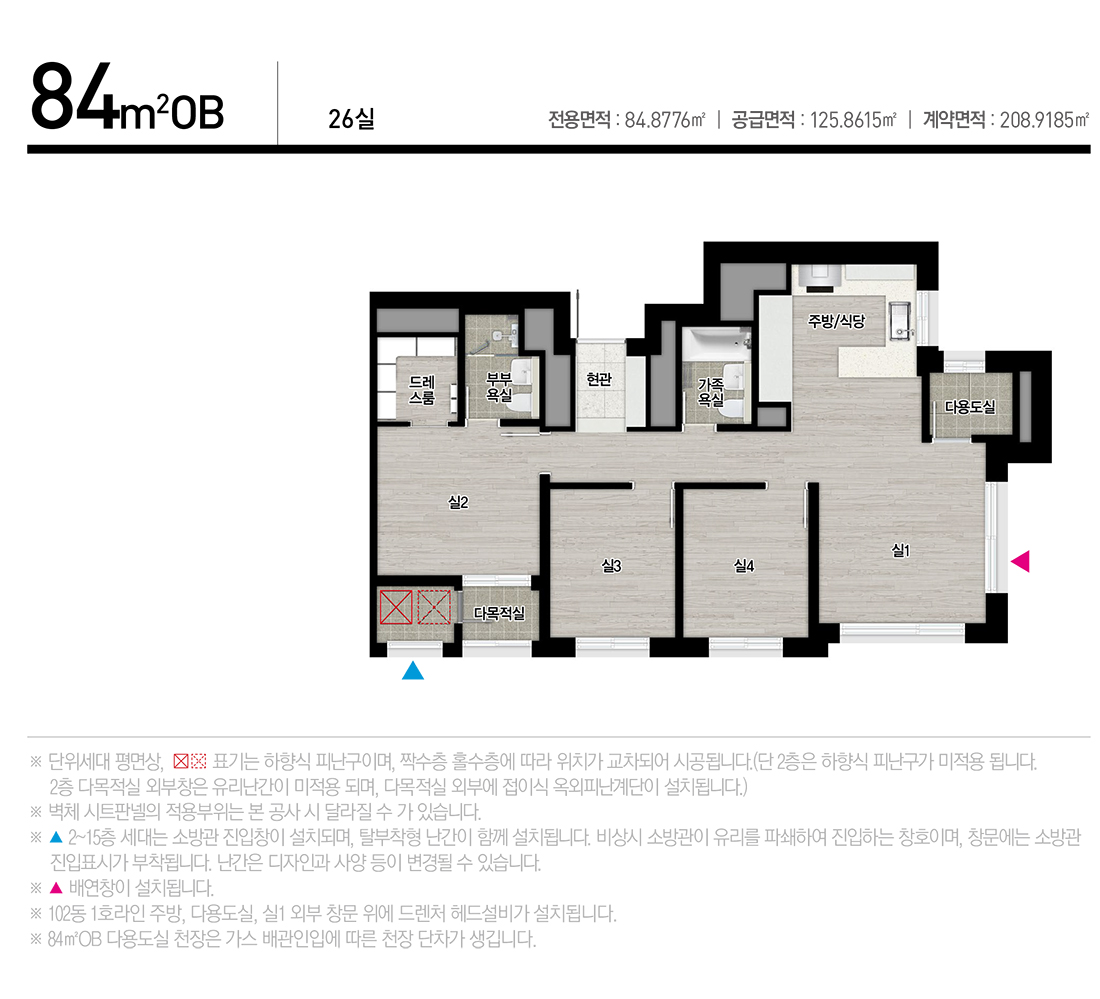 84m²OB
26실
전용면적 : 84.8776㎡ | 공급면적 : 125.8615㎡ | 계약면적 : 208.9185㎡
주방/식당
드레
스룸
부부
욕실
현관
가족
욕실
다용도실
실2
실3
실4
실1
다목적실
※ 단위세대 평면상, 표기는 하향식 피난구이며, 짝수층 홀수층에 따라 위치가 교차되어 시공됩니다.(단 2층은 하향식 피난구가 미적용 됩니다.
2층 다목적실 외부창은 유리난간이 미적용 되며, 다목적실 외부에 접이식 옥외피난계단이 설치됩니다.)
※ 벽체 시트판넬의 적용부위는 본 공사 시 달라질 수 가 있습니다.
※ ▲ 2~15층 세대는 소방관 진입창이 설치되며, 탈부착형 난간이 함께 설치됩니다. 비상시 소방관이 유리를 파쇄하여 진입하는 창호이며, 창문에는 소방관
진입표시가 부착됩니다. 난간은 디자인과 사양 등이 변경될 수 있습니다.
※ ▲ 배연창이 설치됩니다.
※ 102동 1호라인 주방, 다용도실, 실1 외부 창문 위에 드렌처 헤드설비가 설치됩니다.
※ 84㎡OB 다용도실 천장은 가스 배관인입에 따른 천장 단차가 생깁니다.